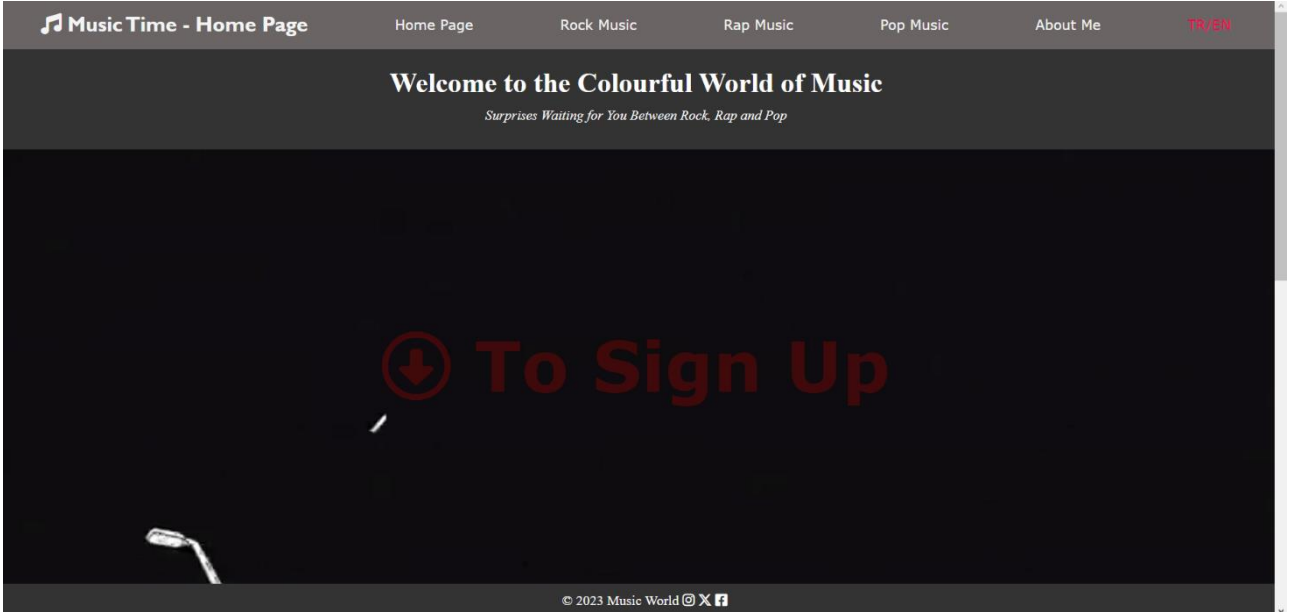 Music Time - Home Page Home Page Rock Music Rap Music Pop Music About Me TR/EN
Welcome to the Colourful World of Music
Surprises Waiting for You Between Rock, Rap and Pop
To Sign Up
© 2023 Music World